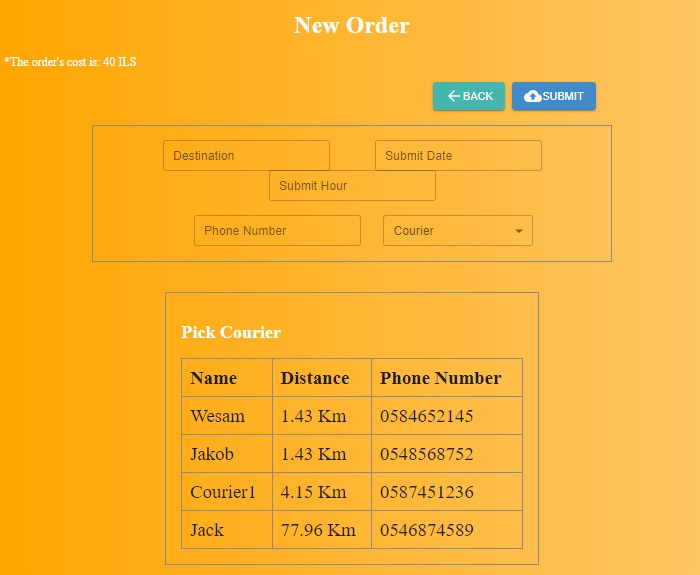 New Order
*The order's cost is: 40 ILS
BACK SUBMIT
Destination Submit Date
Submit Hour
Phone Number Courier
Pick Courier
Name Distance Phone Number
Wesam 1.43 Km 0584652145
Jakob 1.43 Km 0548568752
Courier1 4.15 Km 0587451236
Jack 77.96 Km 0546874589